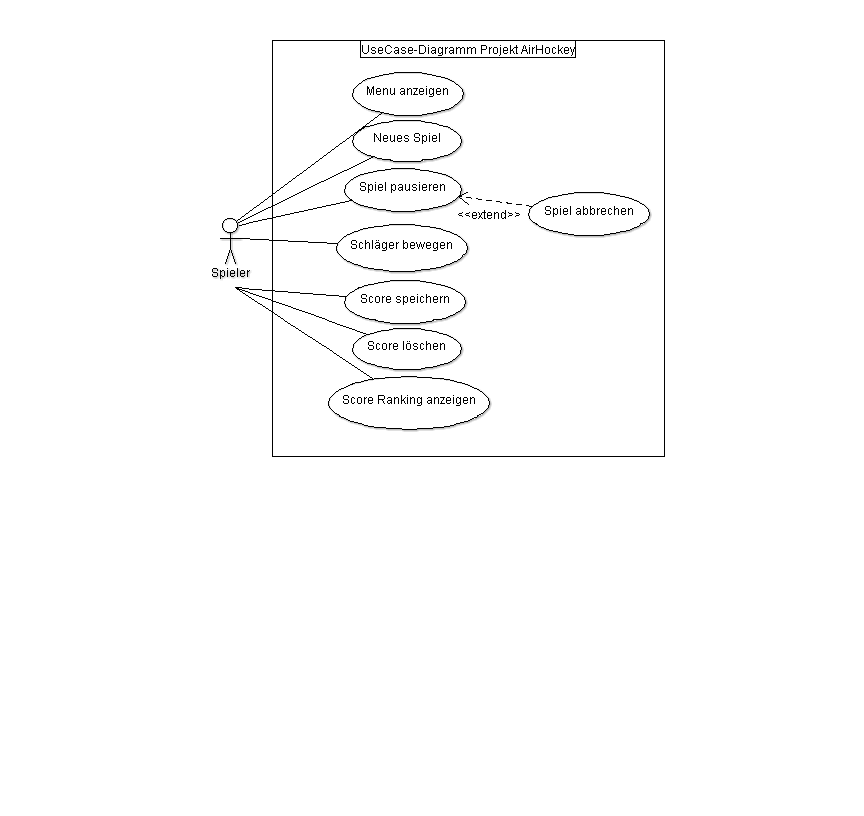 UseCase-Diagramm Projekt AirHockey
Menu anzeigen
Neues Spiel
Spiel pausieren
<<extend>>
Spiel abbrechen
Schläger bewegen
Spieler
Score speichern
Score löschen
Score Ranking anzeigen